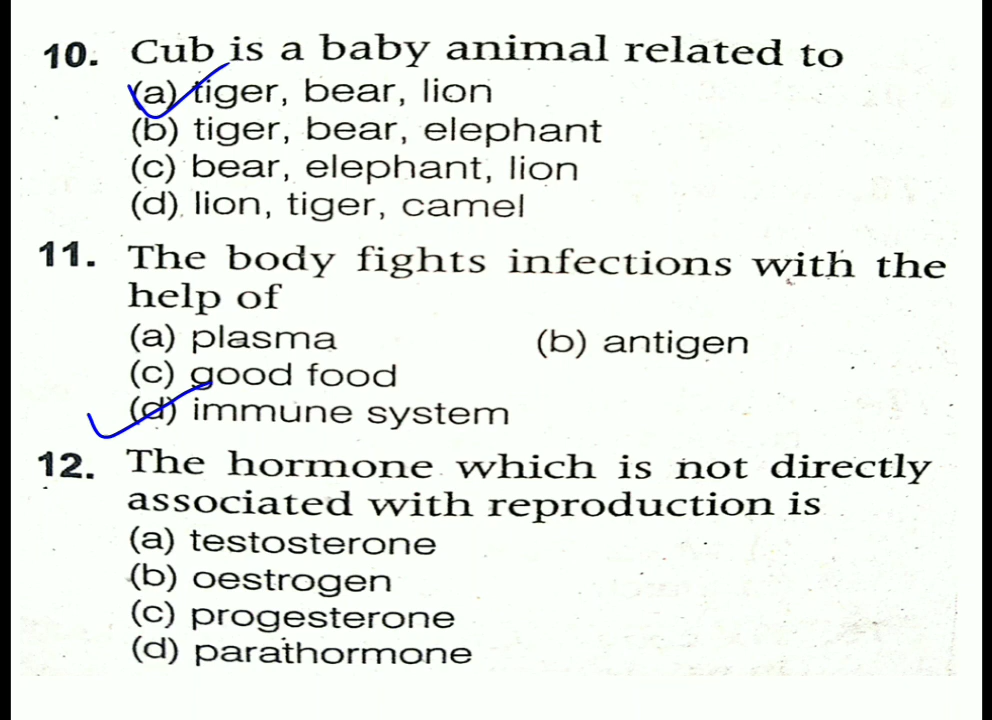 10. Cub is a baby animal related to
(a) tiger, bear, lion
(b) tiger, bear, elephant
(c) bear, elephant, lion
(d) lion, tiger, camel
11. The body fights infections with the
help of
(a) plasma (b) antigen
(c) good food
(d) immune system
12. The hormone which is not directly
associated with reproduction is
(a) testosterone
(b) oestrogen
(c) progesterone
(d) parathormone